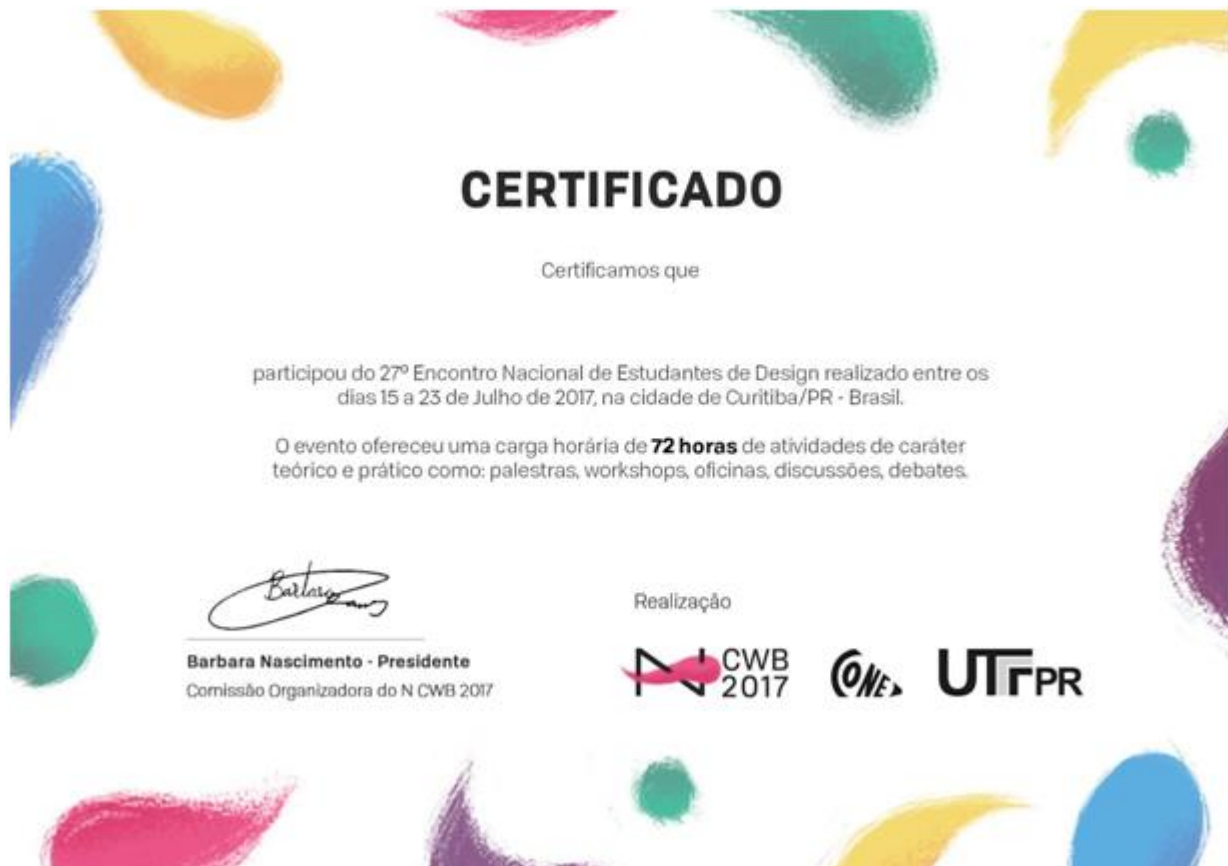 CERTIFICADO
Certificamos que
participou do 27º Encontro Nacional de Estudantes de Design realizado entre os
dias 15 a 23 de Julho de 2017, na cidade de Curitiba/PR - Brasil.
O evento ofereceu uma carga horária de 72 horas de atividades de caráter
teórico e prático como: palestras, workshops, oficinas, discussões, debates.
Barbara Nascimento - Presidente
Comissão Organizadora do N CWB 2017
Realização
N CWB
2017
CONE
UTFPR